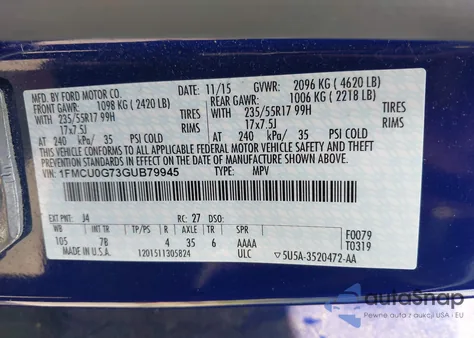 MFD. BY FORD MOTOR CO. 11/15 GVWR: 2096 KG ( 4620 LB)
FRONT GAWR: 1098 KG ( 2420 LB) REAR GAWR: 1006 KG ( 2218 LB)
WITH 235/55R17 99H TIRES WITH 235/55R17 99H TIRES
17x7.5J RIMS 17x7.5J RIMS
AT 240 kPa/ 35 PSI COLD AT 240 kPa/ 35 PSI COLD
THIS VEHICLE CONFORMS TO ALL APPLICABLE FEDERAL MOTOR VEHICLE SAFETY AND THEFT PREVENTION STANDARDS IN EFFECT ON THE DATE OF MANUFACTURE SHOWN ABOVE.
VIN: 1FMCU0G73GUB79945 TYPE: MPV
EXT PNT: J4 RC: 27 DSO:
WB TP/PS R AXLE TR SPR F0079
105 7B 4 35 6 AAAA T0319
MADE IN U.S.A. 1201511305824 ULC 5U5A-3520472-AA
autoSnap
Pewne auto z USA i EU